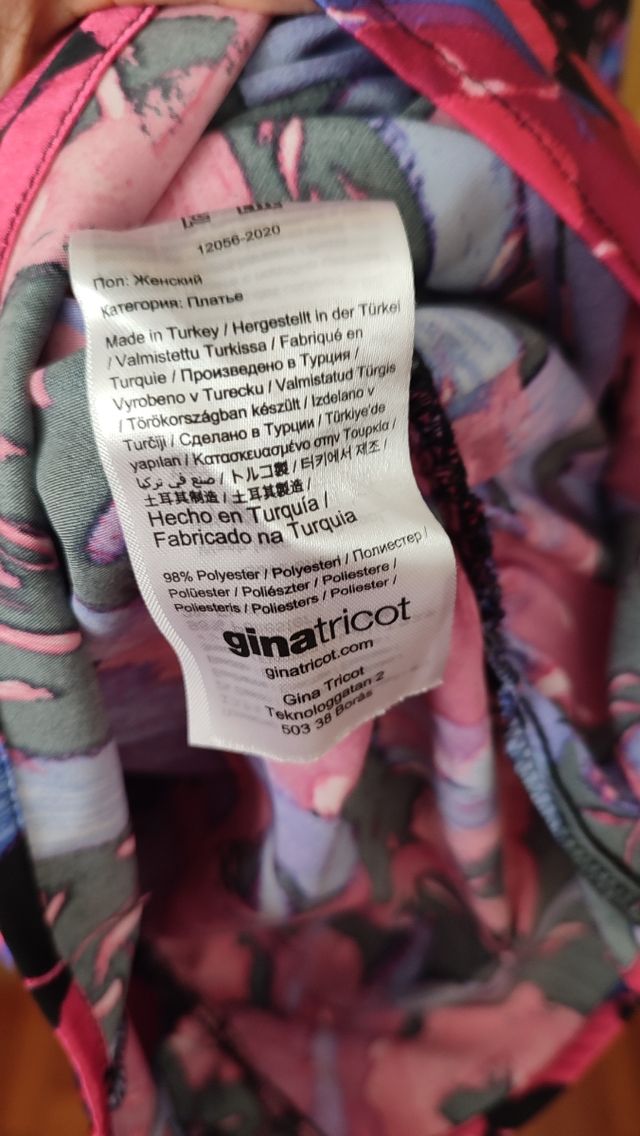 12056-2020
Пол: Женский
Категория: Платье
Made in Turkey / Hergestellt in der Türkei
/ Valmistettu Turkissa / Fabriqué en
Turquie / Произведено в Турция /
Vyrobeno v Turecku / Valmistatud Türgis
/ Törökországban készült / Izdelano v
Turčiji / Сделано в Турции / Türkiye'de
yapılan / Κατασκευασμένο στην Τουρκία /
صنع في تركيا / トルコ製 / 터키에서 제조 /
土耳其制造 / 土耳其製造 /
Hecho en Turquía /
Fabricado na Turquia
98% Polyester / Polyesteri / Полиестер /
Polüester / Poliészter / Poliestere /
Poliesteris / Poliesters / Poliester /
ginatricot
ginatricot.com
Gina Tricot
Teknologgatan 2
503 38 Borås